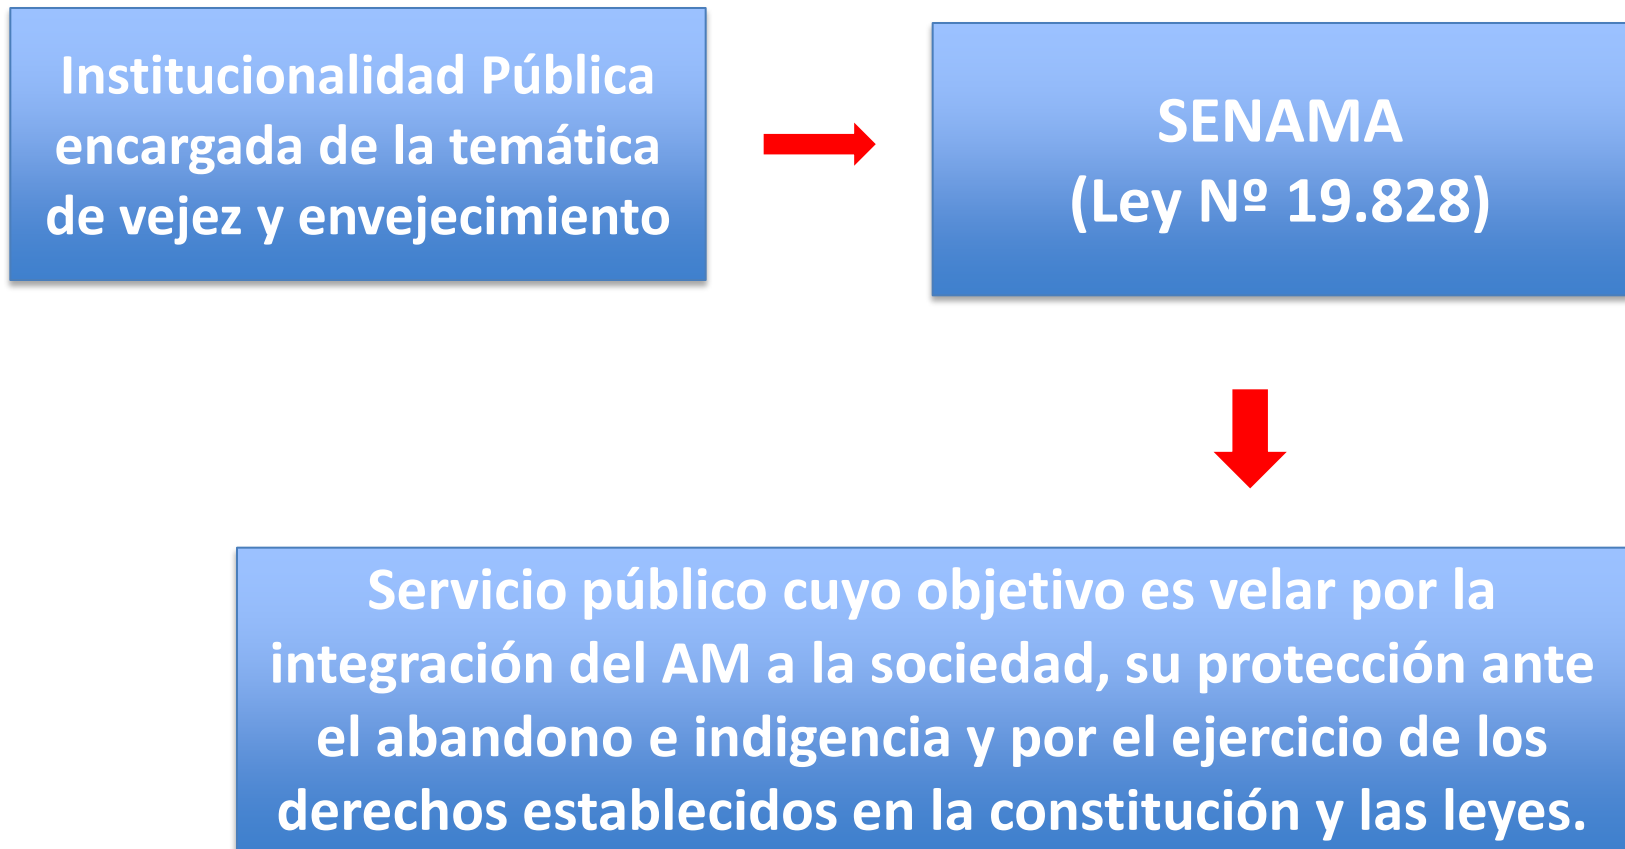 Institucionalidad Pública
encargada de la temática
de vejez y envejecimiento
SENAMA
(Ley Nº 19.828)
Servicio público cuyo objetivo es velar por la
integración del AM a la sociedad, su protección ante
el abandono e indigencia y por el ejercicio de los
derechos establecidos en la constitución y las leyes.